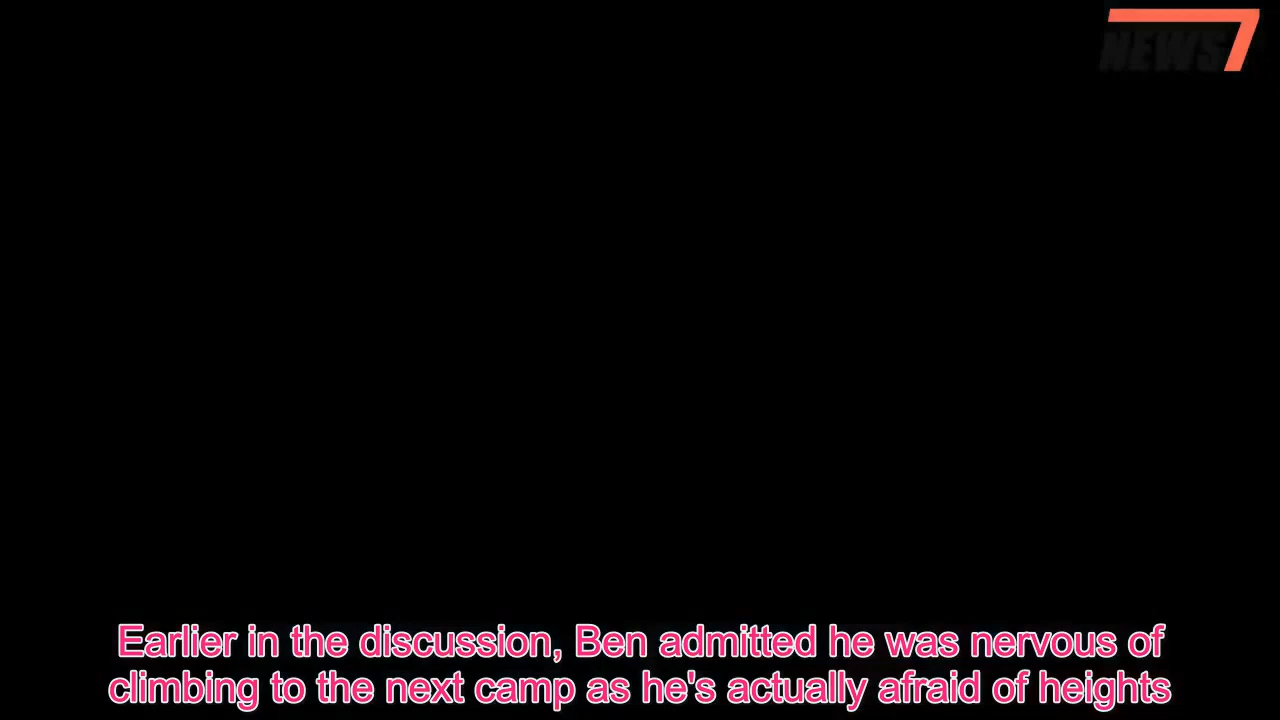 NEWS7
Earlier in the discussion, Ben admitted he was nervous of
climbing to the next camp as he's actually afraid of heights